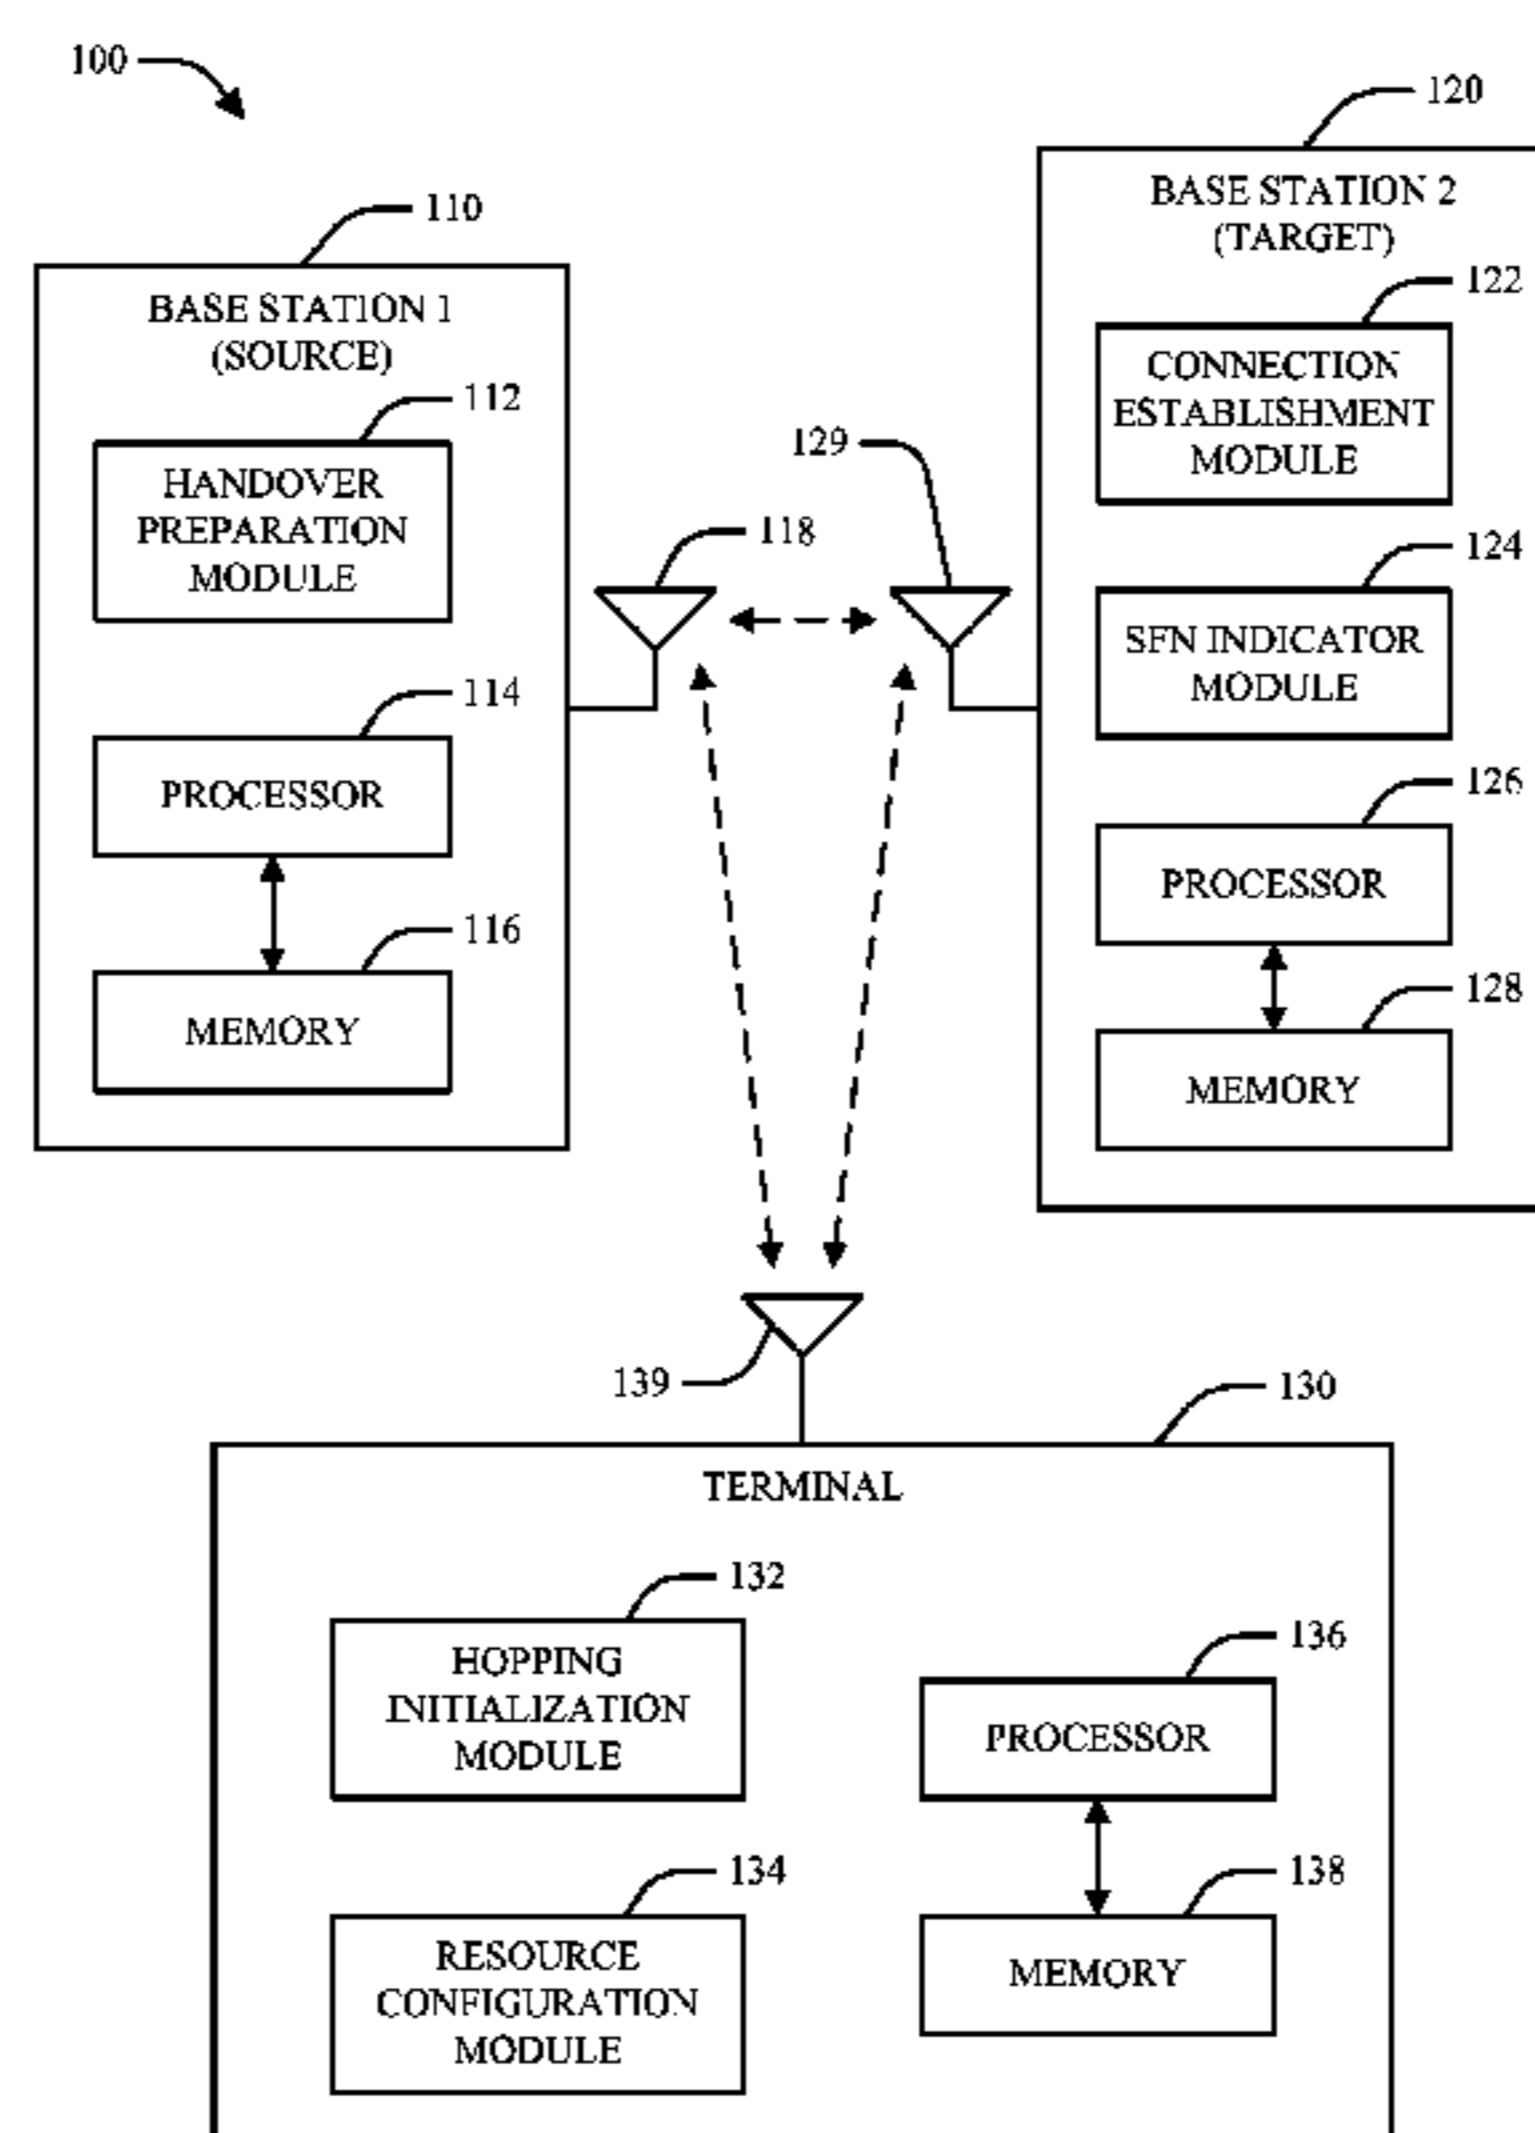 100
120
BASE STATION 2
(TARGET)
110
BASE STATION 1
(SOURCE)
122
CONNECTION
ESTABLISHMENT
MODULE
112
HANDOVER
PREPARATION
MODULE
129
118
124
SFN INDICATOR
MODULE
114
PROCESSOR
126
PROCESSOR
116
MEMORY
128
MEMORY
139
130
TERMINAL
132
HOPPING
INITIALIZATION
MODULE
136
PROCESSOR
134
RESOURCE
CONFIGURATION
MODULE
138
MEMORY